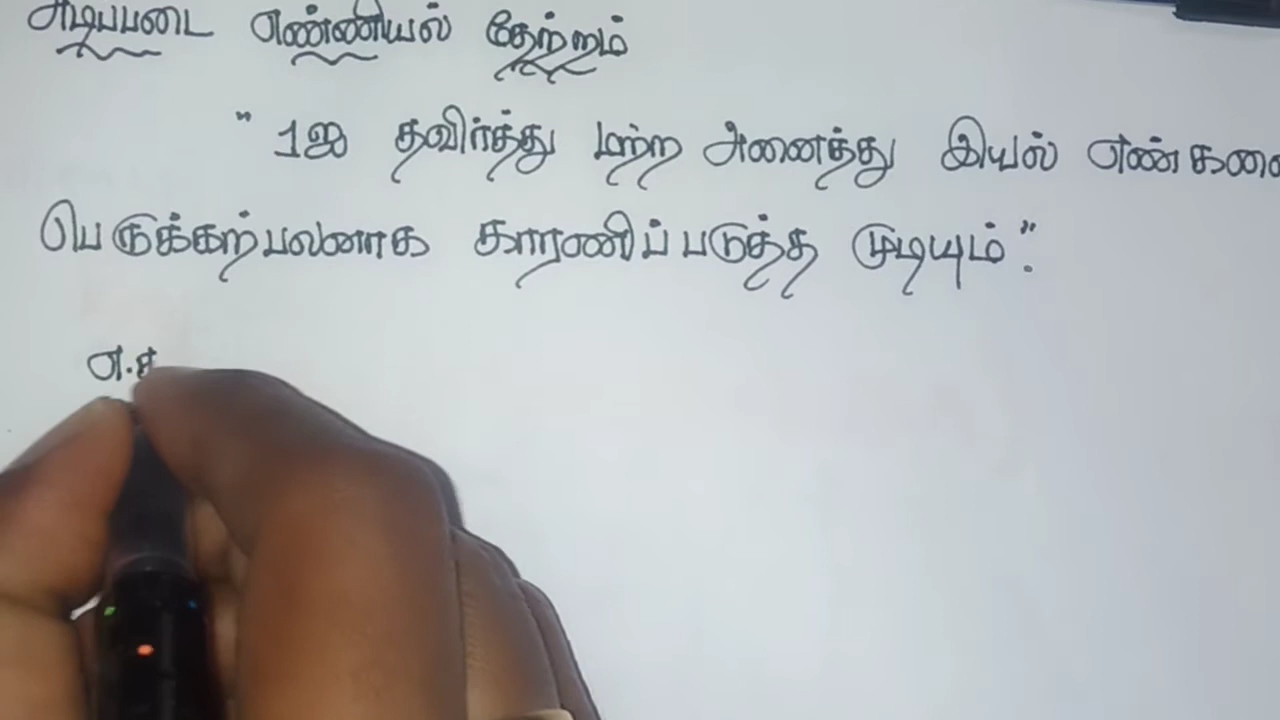 அடிப்படை எண்ணியல் தேற்றம்
" 1ஐ தவிர்த்து மற்ற அனைத்து இயல் எண்களை
பெருக்கற்பலனாக காரணிப்படுத்த முடியும்".
எ.க